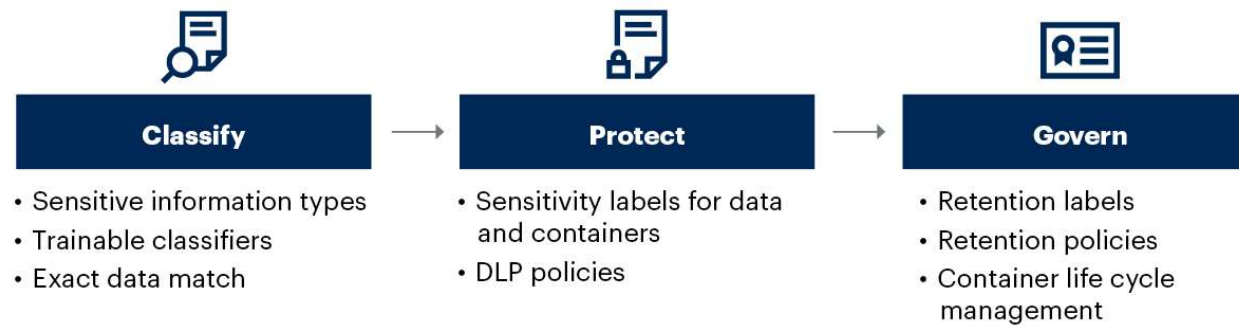 Classify
• Sensitive information types
• Trainable classifiers
• Exact data match
Protect
• Sensitivity labels for data
and containers
• DLP policies
Govern
• Retention labels
• Retention policies
• Container life cycle
management